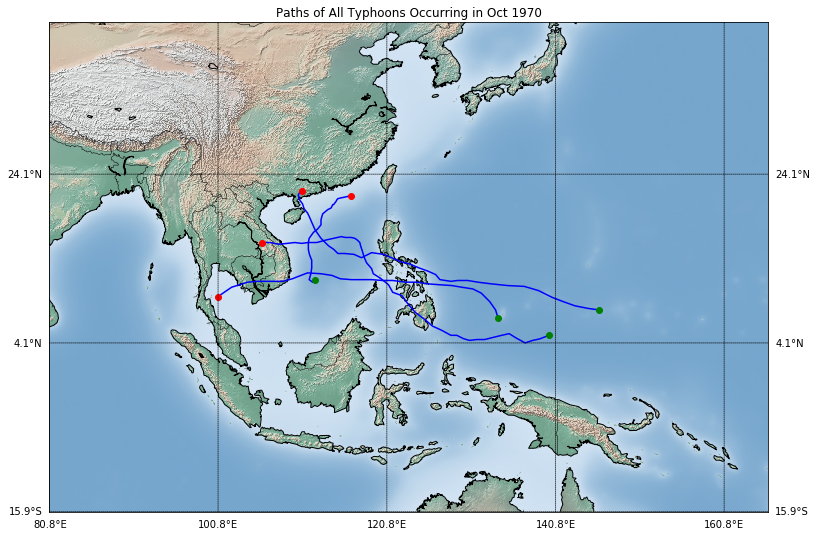 Paths of All Typhoons Occurring in Oct 1970
24.1°N 24.1°N
4.1°N 4.1°N
15.9°S 15.9°S
80.8°E 100.8°E 120.8°E 140.8°E 160.8°E